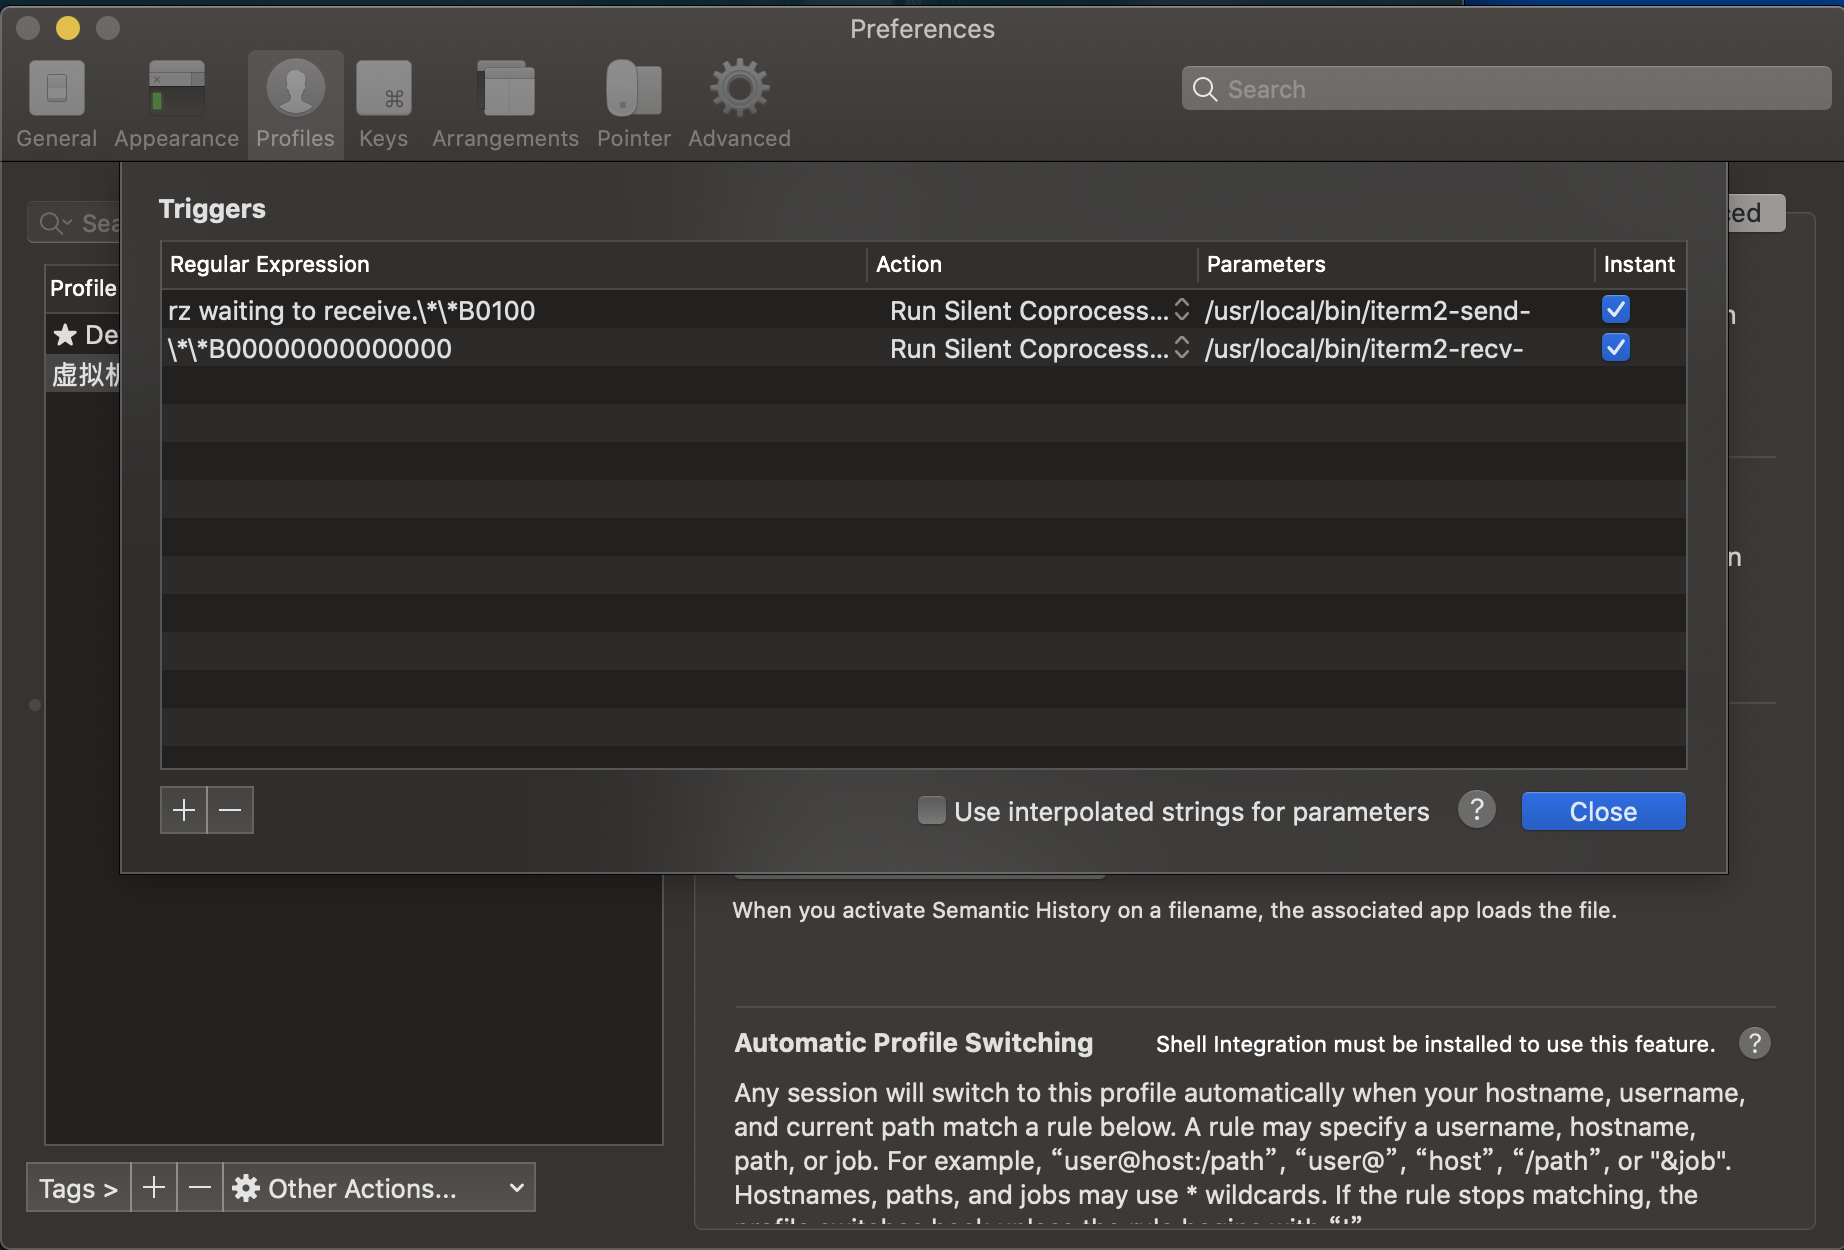 Preferences
General
Appearance
Profiles
Keys
Arrangements
Pointer
Advanced
Search
Triggers
Regular Expression
Action
Parameters
Instant
rz waiting to receive.\*\*B0100
Run Silent Coprocess...
/usr/local/bin/iterm2-send-
\*\*B00000000000000
Run Silent Coprocess...
/usr/local/bin/iterm2-recv-
Profile
虚拟
Use interpolated strings for parameters
?
Close
When you activate Semantic History on a filename, the associated app loads the file.
Automatic Profile Switching
Shell Integration must be installed to use this feature.
?
Any session will switch to this profile automatically when your hostname, username,
and current path match a rule below. A rule may specify a username, hostname,
path, or job. For example, “user@host:/path”, “user@”, “host”, “/path”, or "&job".
Hostnames, paths, and jobs may use * wildcards. If the rule stops matching, the
Tags >
Other Actions...